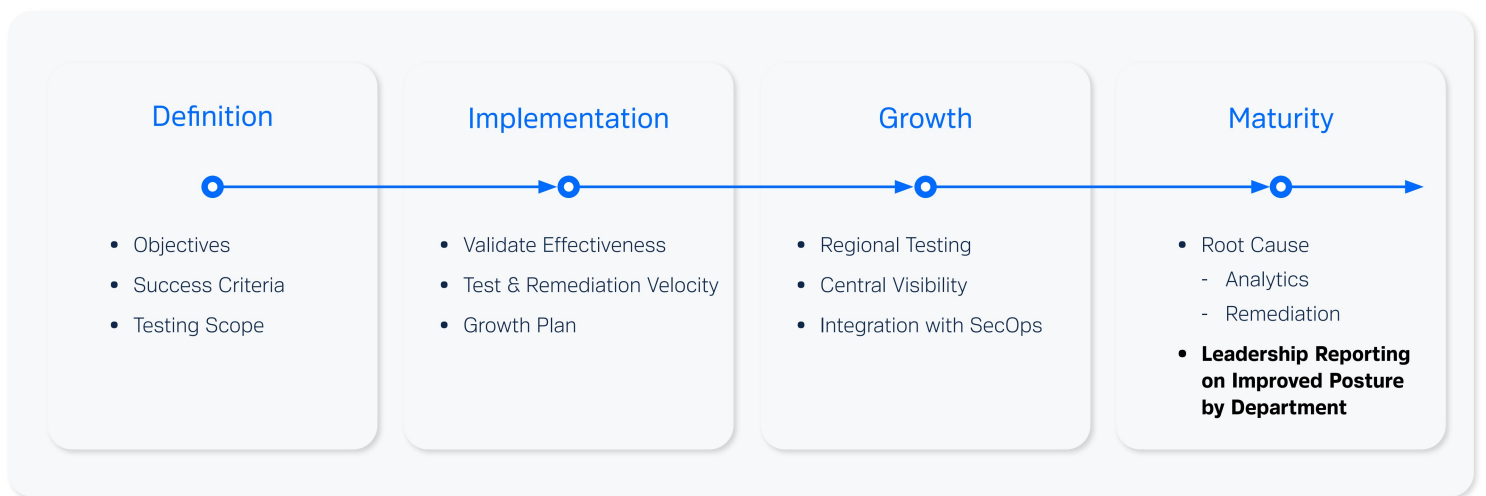 Definition
• Objectives
• Success Criteria
• Testing Scope
Implementation
• Validate Effectiveness
• Test & Remediation Velocity
• Growth Plan
Growth
• Regional Testing
• Central Visibility
• Integration with SecOps
Maturity
• Root Cause
- Analytics
- Remediation
• Leadership Reporting
on Improved Posture
by Department